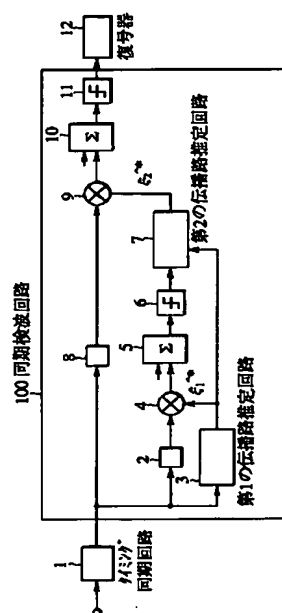 100 同期検波回路
1
タイミング
同期回路
2
3
第1の伝播路推定回路
4
ξ₁^*
5
Σ
6
7
第2の伝播路推定回路
ξ₂^*
8
9
10
Σ
11
12
復号器